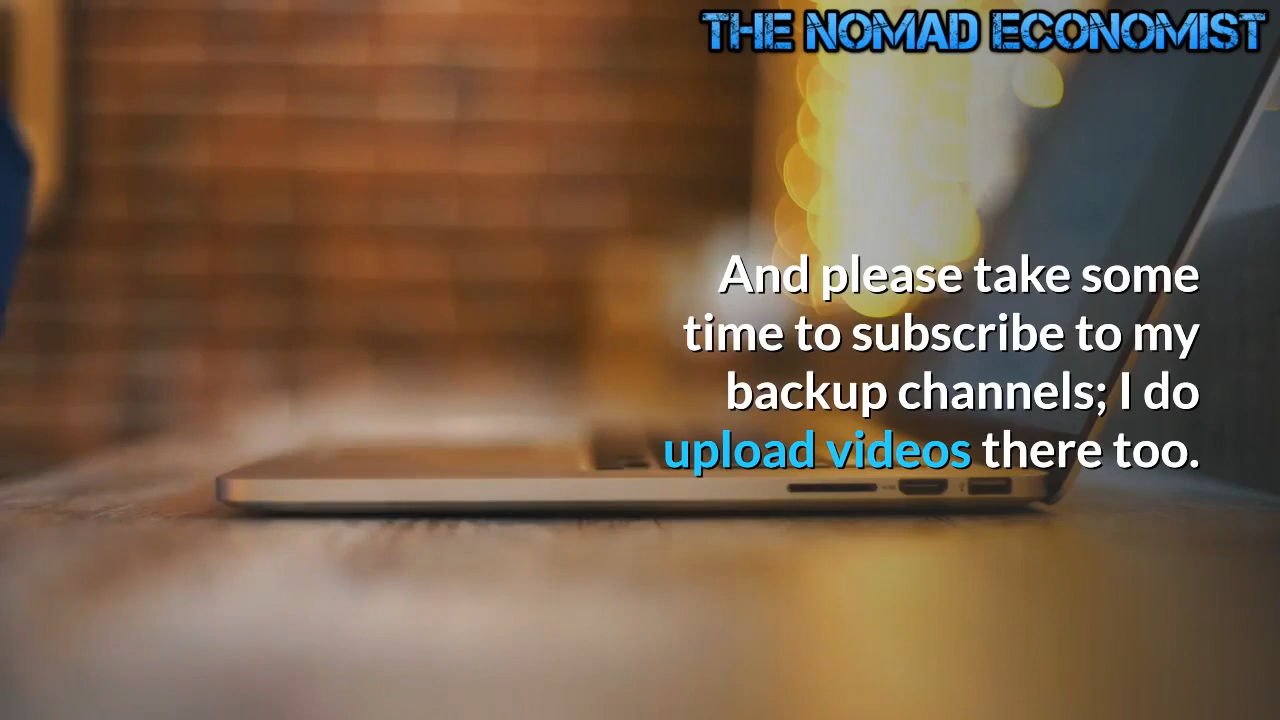 THE NOMAD ECONOMIST
And please take some
time to subscribe to my
backup channels; I do
upload videos there too.